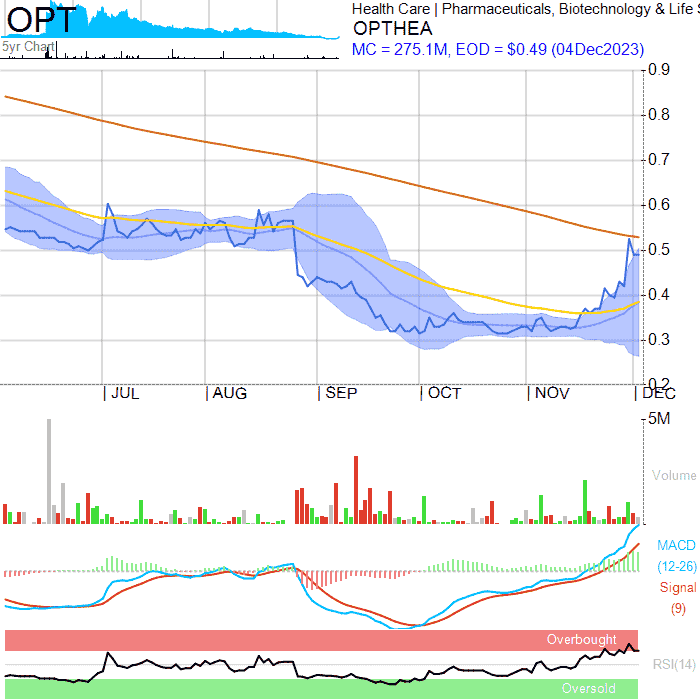 OPT
5yr Chart
Health Care | Pharmaceuticals, Biotechnology & Life S
OPTHEA
MC = 275.1M, EOD = $0.49 (04Dec2023)
0.9
0.8
0.7
0.6
0.5
0.4
0.3
0.2
| JUL | AUG | SEP | OCT | NOV | DEC
5M
Volume
MACD
(12-26)
Signal
(9)
Overbought
RSI(14)
Oversold